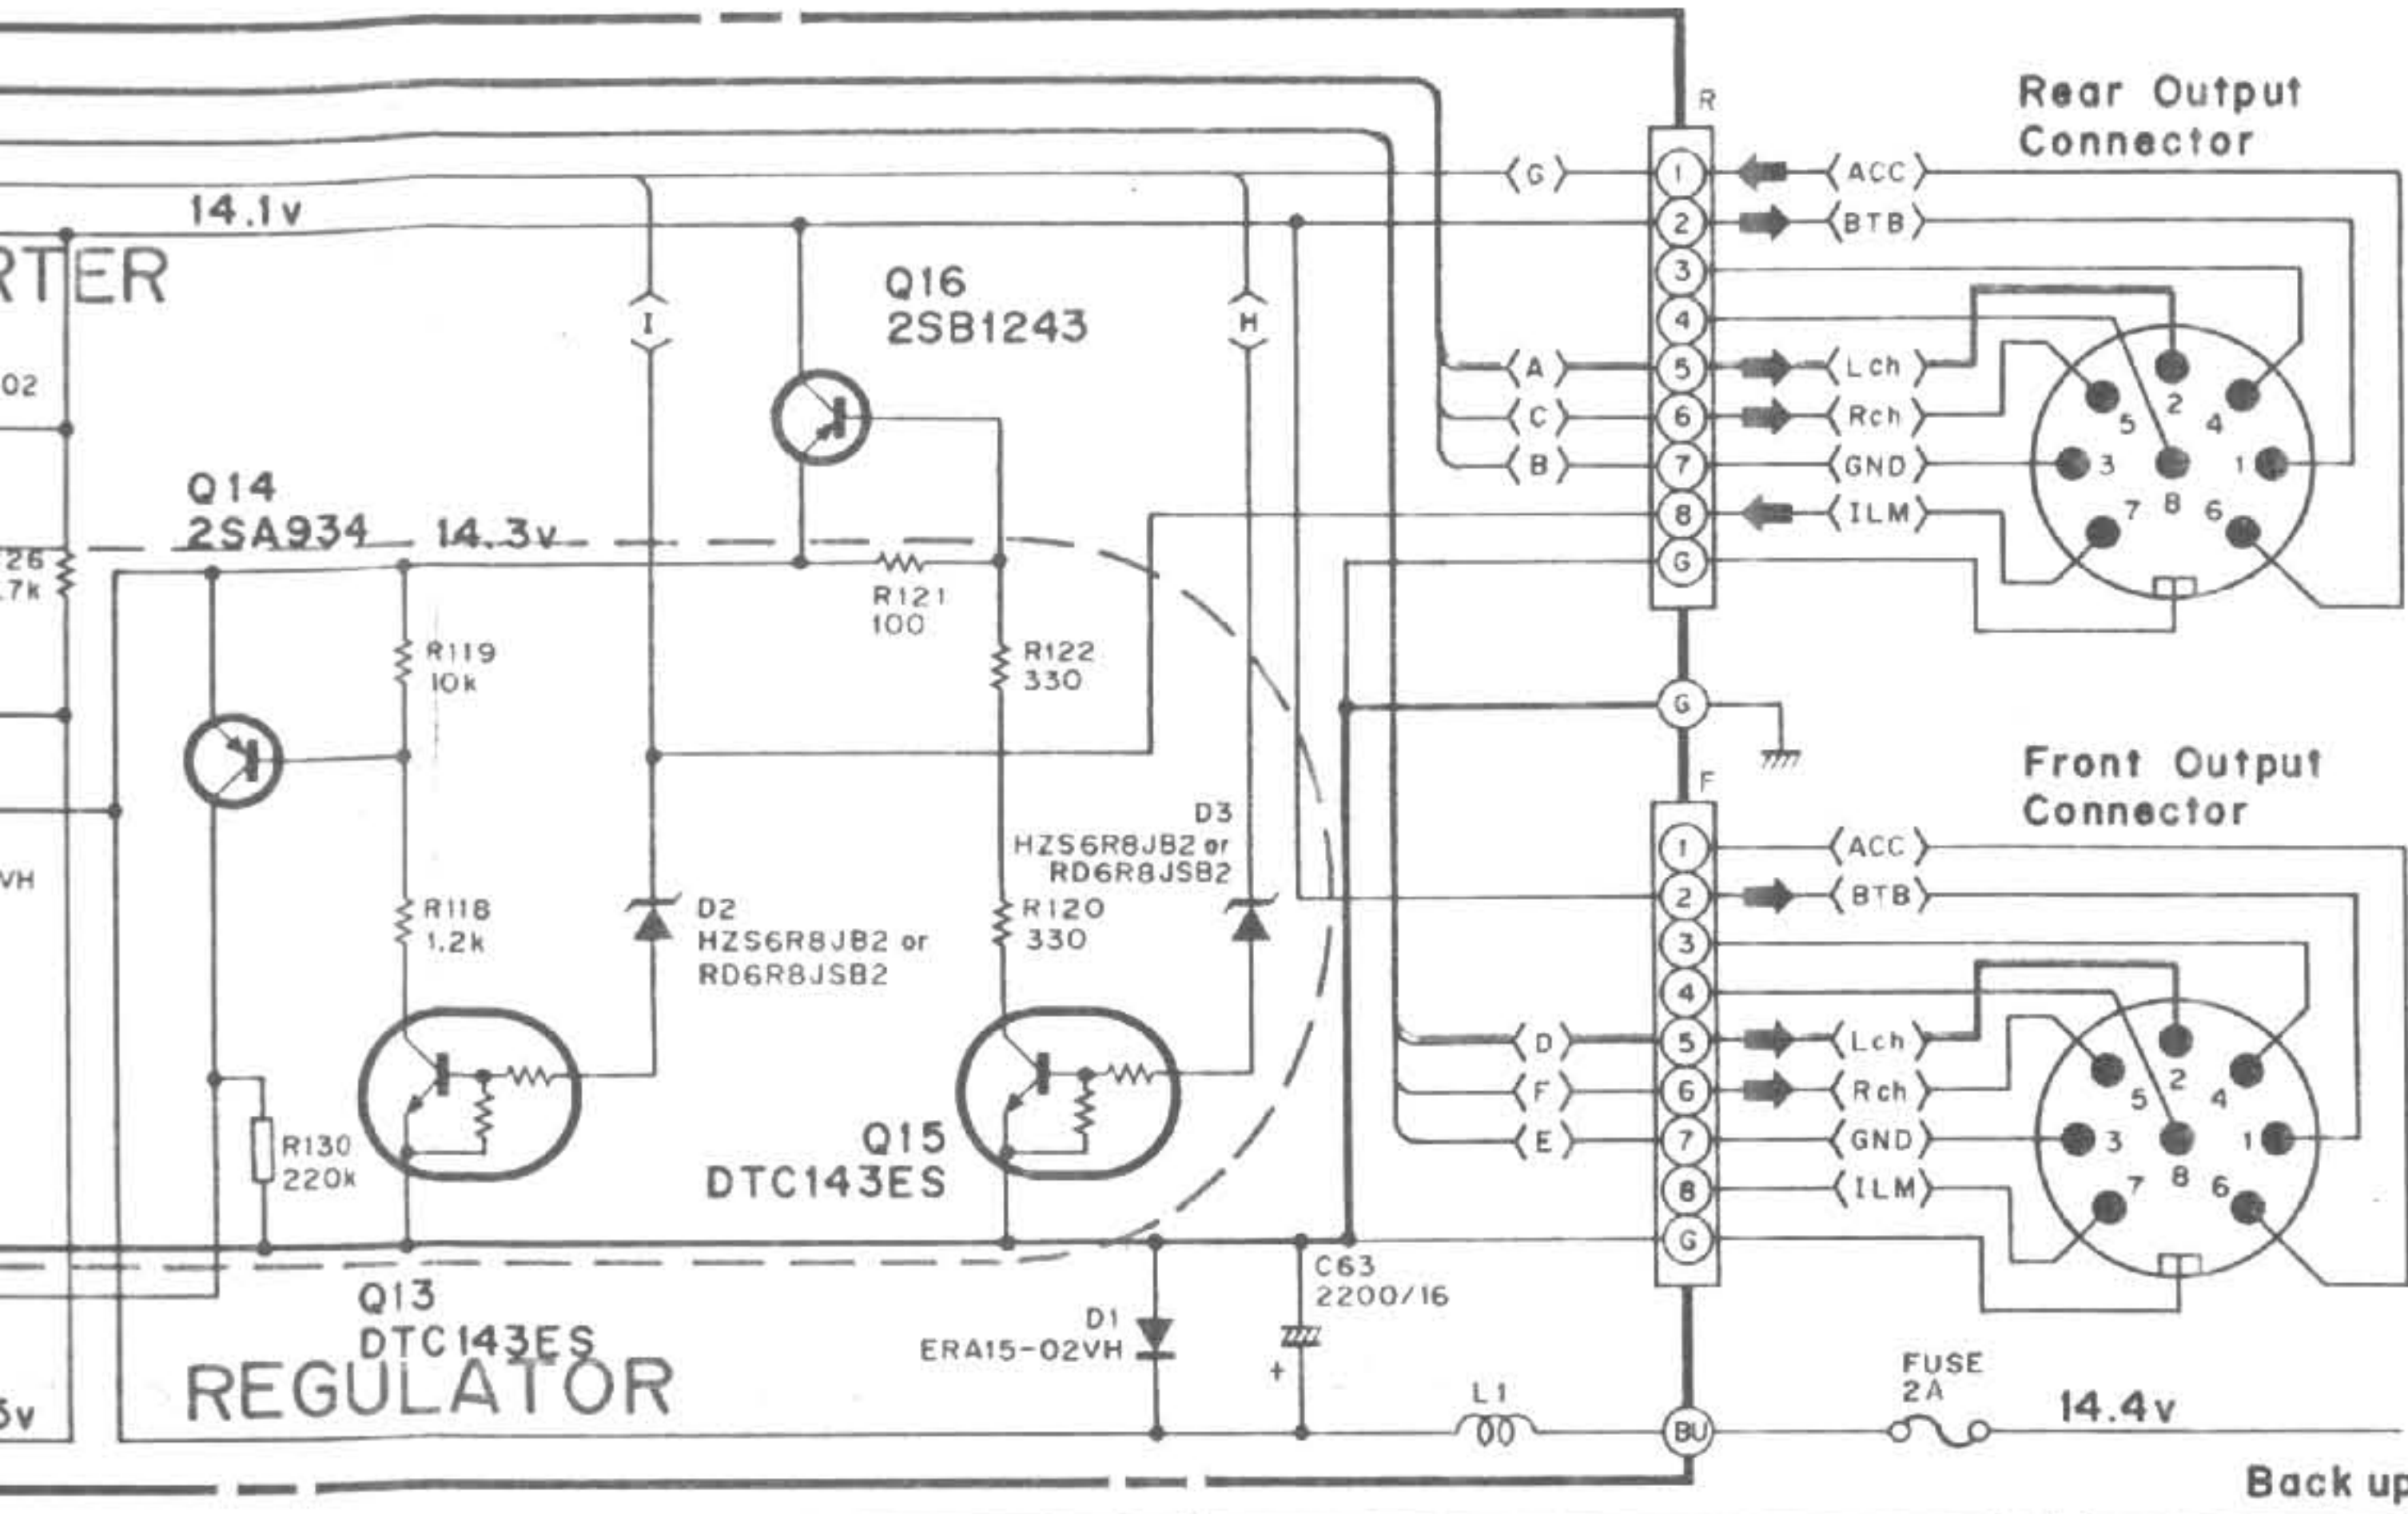 R
Rear Output
Connector
14.1v
RTER
Q16
2SB1243
02
I
H
G
1
ACC
2
BTB
3
4
A
5
Lch
C
6
Rch
B
7
GND
8
ILM
G
5
2
4
3
1
7
8
6
Q14
2SA934
14.3v
26
.7k
R121
100
R119
10k
R122
330
G
F
Front Output
Connector
D3
HZS6R8JB2 or
RD6R8JSB2
VH
R118
1.2k
D2
HZS6R8JB2 or
RD6R8JSB2
R120
330
1
ACC
2
BTB
3
4
D
5
Lch
F
6
Rch
E
7
GND
8
ILM
G
5
2
4
3
1
7
8
6
R130
220k
Q15
DTC143ES
Q13
DTC143ES
REGULATOR
D1
ERA15-02VH
C63
2200/16
+
L1
BU
FUSE
2A
14.4v
5v
Back up